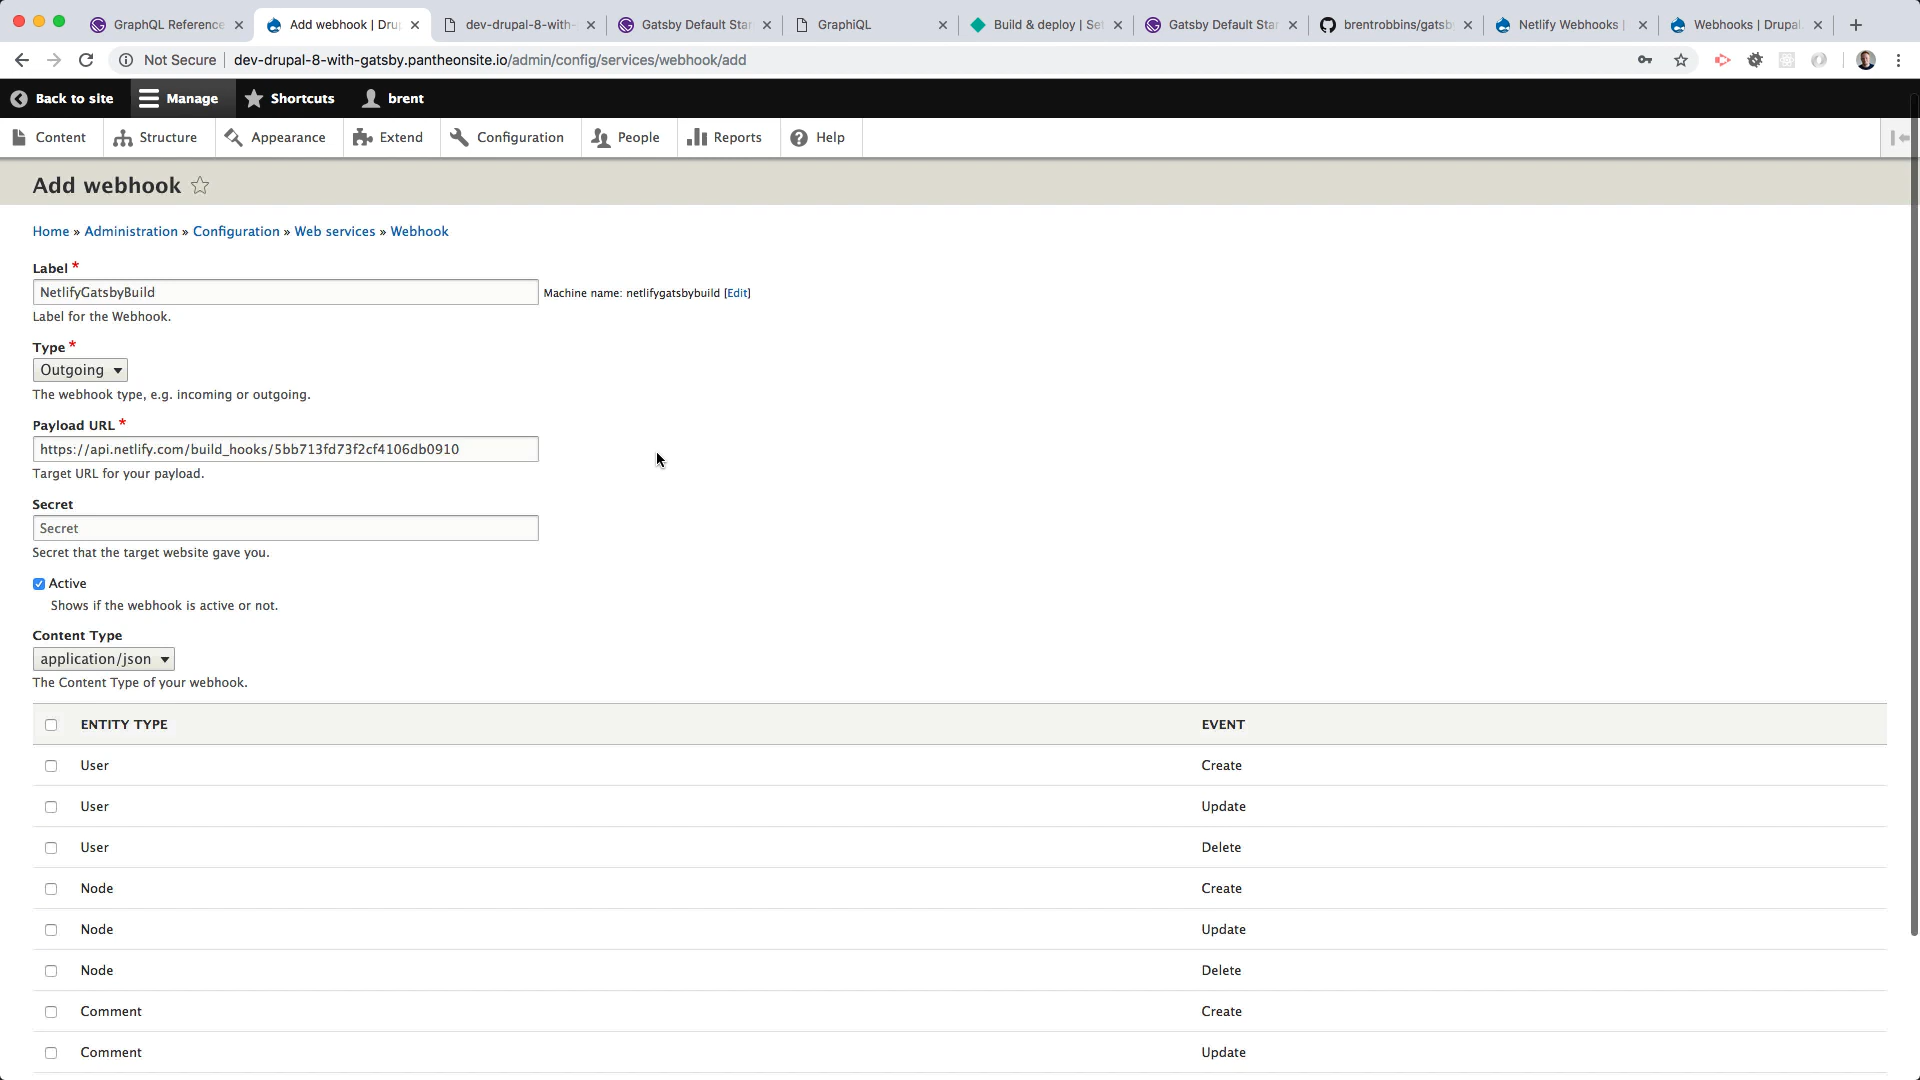 GraphQL Reference
Add webhook | Dru
dev-drupal-8-with-
Gatsby Default Star
GraphiQL
Build & deploy | Se
Gatsby Default Star
brentrobbins/gatsb
Netlify Webhooks |
Webhooks | Drupal.
Not Secure
dev-drupal-8-with-gatsby.pantheonsite.io/admin/config/services/webhook/add
Back to site
Manage
Shortcuts
brent
Content
Structure
Appearance
Extend
Configuration
People
Reports
Help
Add webhook
Home » Administration » Configuration » Web services » Webhook
Label *
NetlifyGatsbyBuild
Machine name: netlifygatsbybuild [Edit]
Label for the Webhook.
Type *
Outgoing
The webhook type, e.g. incoming or outgoing.
Payload URL *
https://api.netlify.com/build_hooks/5bb713fd73f2cf4106db0910
Target URL for your payload.
Secret
Secret
Secret that the target website gave you.
Active
Shows if the webhook is active or not.
Content Type
application/json
The Content Type of your webhook.
ENTITY TYPE EVENT
User Create
User Update
User Delete
Node Create
Node Update
Node Delete
Comment Create
Comment Update